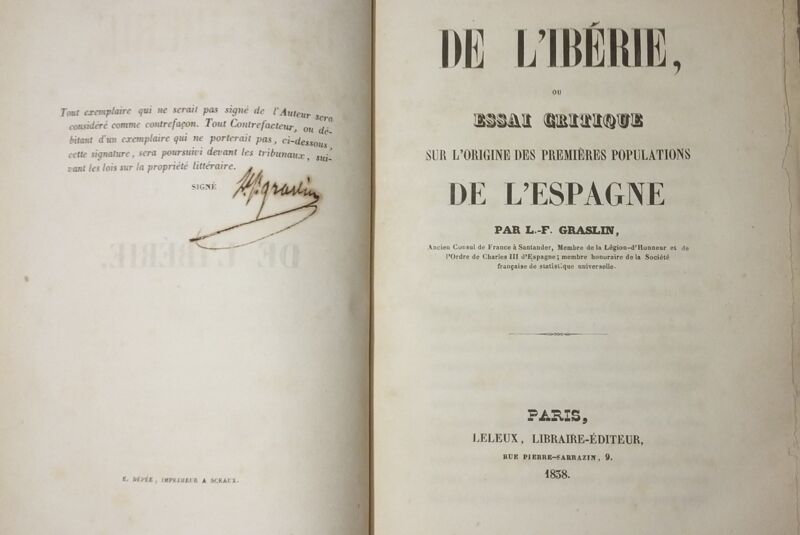 Tout exemplaire qui ne serait pas signé de l'Auteur sera
considéré comme contrefaçon. Tout Contrefacteur, ou dé-
bitant d'un exemplaire qui ne porterait pas, ci-dessous,
cette signature, sera poursuivi devant les tribunaux, sui-
vant les lois sur la propriété littéraire.
SIGNÉ
E. DÉPÉE, IMPRIMEUR A SCEAUX.
DE L'IBÉRIE,
OU
ESSAI CRITIQUE
SUR L'ORIGINE DES PREMIÈRES POPULATIONS
DE L'ESPAGNE
PAR L.-F. GRASLIN,
Ancien Consul de France à Santander, Membre de la Légion-d'Honneur et de
l'Ordre de Charles III d'Espagne; membre honoraire de la Société
française de statistique universelle.
PARIS,
LELEUX, LIBRAIRE-ÉDITEUR,
RUE PIERRE-SARRAZIN, 9.
1838.